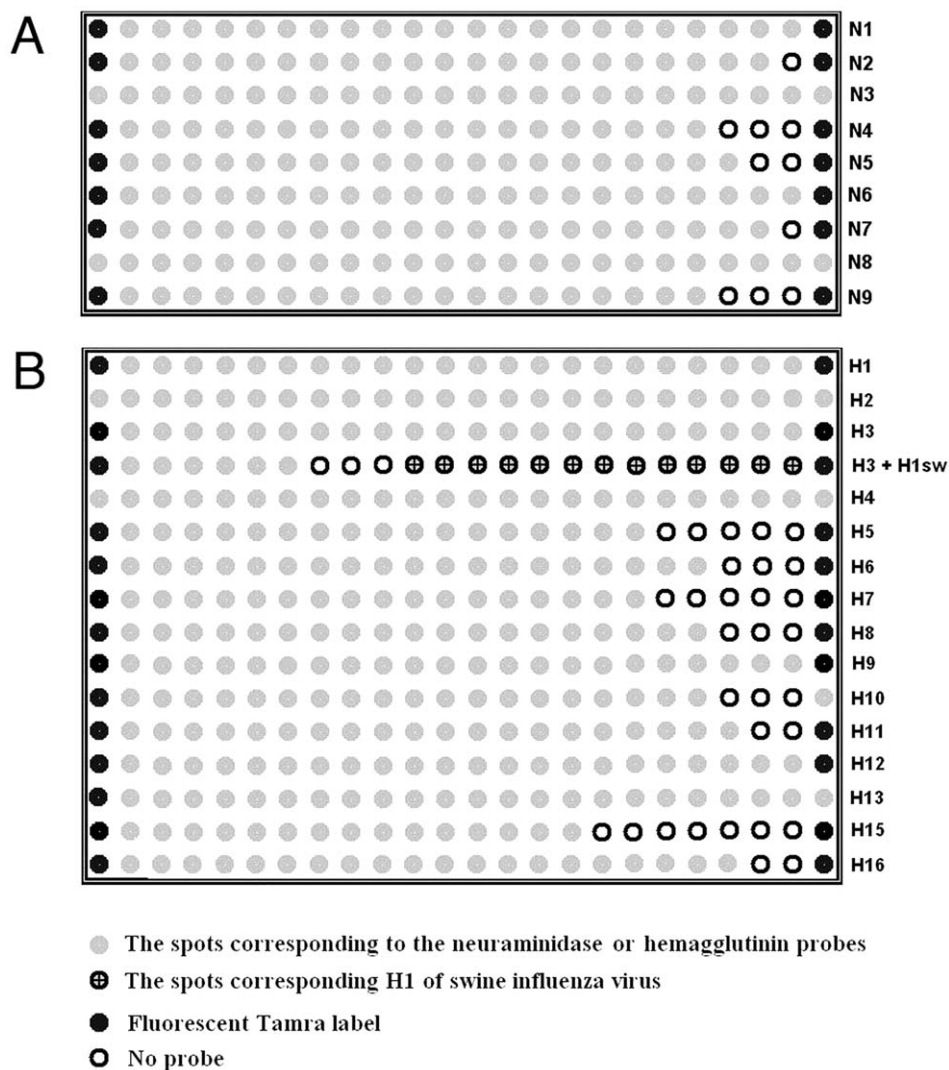 A
N1
N2
N3
N4
N5
N6
N7
N8
N9
B
H1
H2
H3
H3 + H1sw
H4
H5
H6
H7
H8
H9
H10
H11
H12
H13
H15
H16
The spots corresponding to the neuraminidase or hemagglutinin probes
The spots corresponding H1 of swine influenza virus
Fluorescent Tamra label
No probe